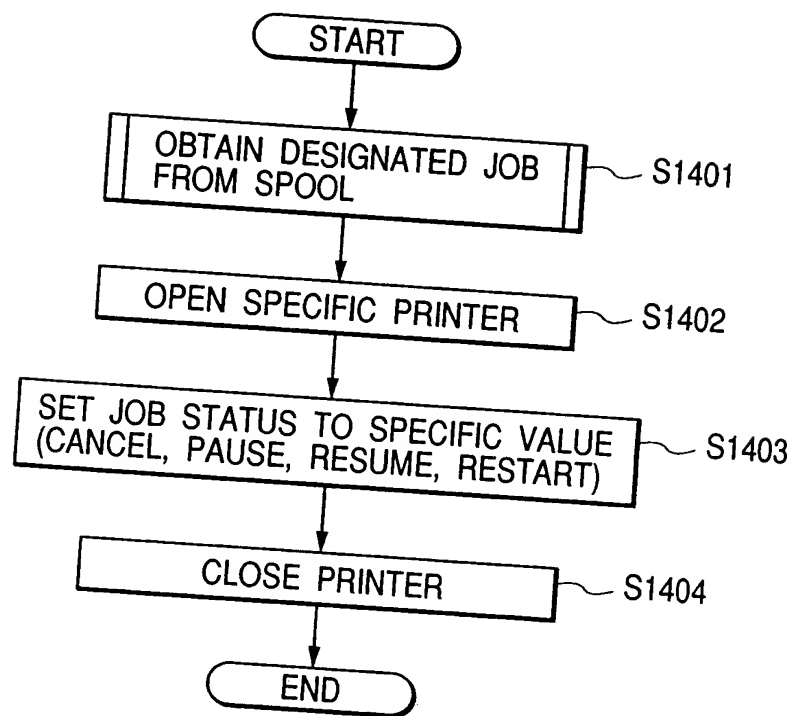 START
OBTAIN DESIGNATED JOB
FROM SPOOL
S1401
OPEN SPECIFIC PRINTER
S1402
SET JOB STATUS TO SPECIFIC VALUE
(CANCEL, PAUSE, RESUME, RESTART)
S1403
CLOSE PRINTER
S1404
END